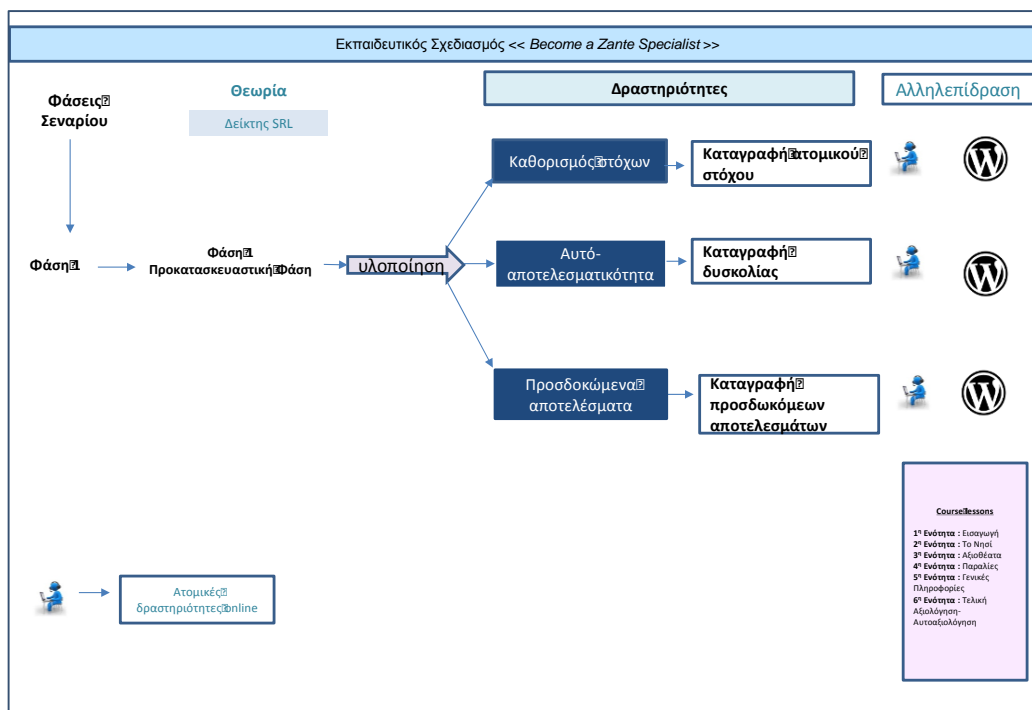 Εκπαιδευτικός Σχεδιασμός << Become a Zante Specialist >>
Φάσεις
Σεναρίου
Θεωρία
Δείκτης SRL
Δραστηριότητες
Αλληλεπίδραση
Καθορισμός στόχων
Καταγραφή ατομικού
στόχου
Φάση 1
Φάση 1
Προκατασκευαστική Φάση
υλοποίηση
Αυτό-
αποτελεσματικότητα
Καταγραφή
δυσκολίας
Προσδοκώμενα
αποτελέσματα
Καταγραφή
προσδωκόμεων
αποτελεσμάτων
Course lessons
1η Ενότητα : Εισαγωγή
2η Ενότητα : Το Νησί
3η Ενότητα : Αξιοθέατα
4η Ενότητα : Παραλίες
5η Ενότητα : Γενικές
Πληροφορίες
6η Ενότητα : Τελική
Αξιολόγηση-
Αυτοαξιολόγηση
Ατομικές
δραστηριότητες online